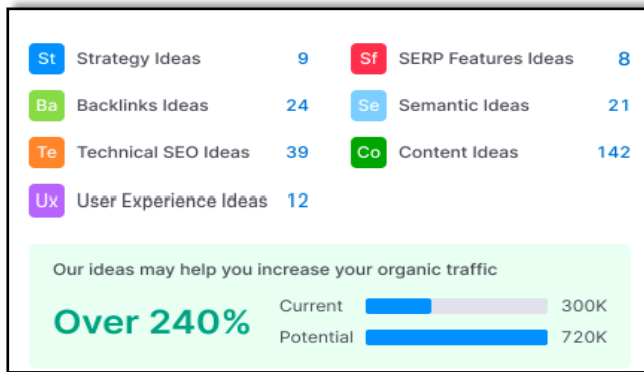 St Strategy Ideas 9 Sf SERP Features Ideas 8
Ba Backlinks Ideas 24 Se Semantic Ideas 21
Te Technical SEO Ideas 39 Co Content Ideas 142
Ux User Experience Ideas 12
Our ideas may help you increase your organic traffic
Over 240%
Current 300K
Potential 720K